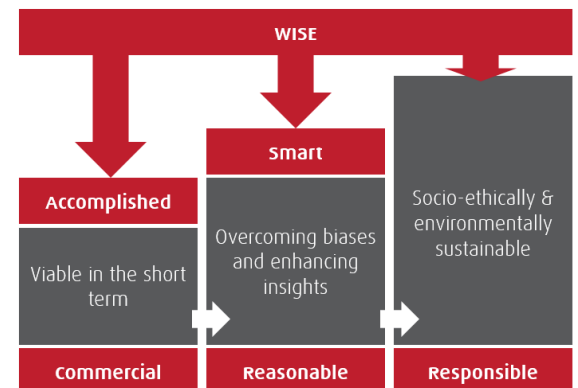 WISE
Accomplished
Viable in the short
term
Commercial
Smart
Overcoming biases
and enhancing
insights
Reasonable
Socio-ethically &
environmentally
sustainable
Responsible